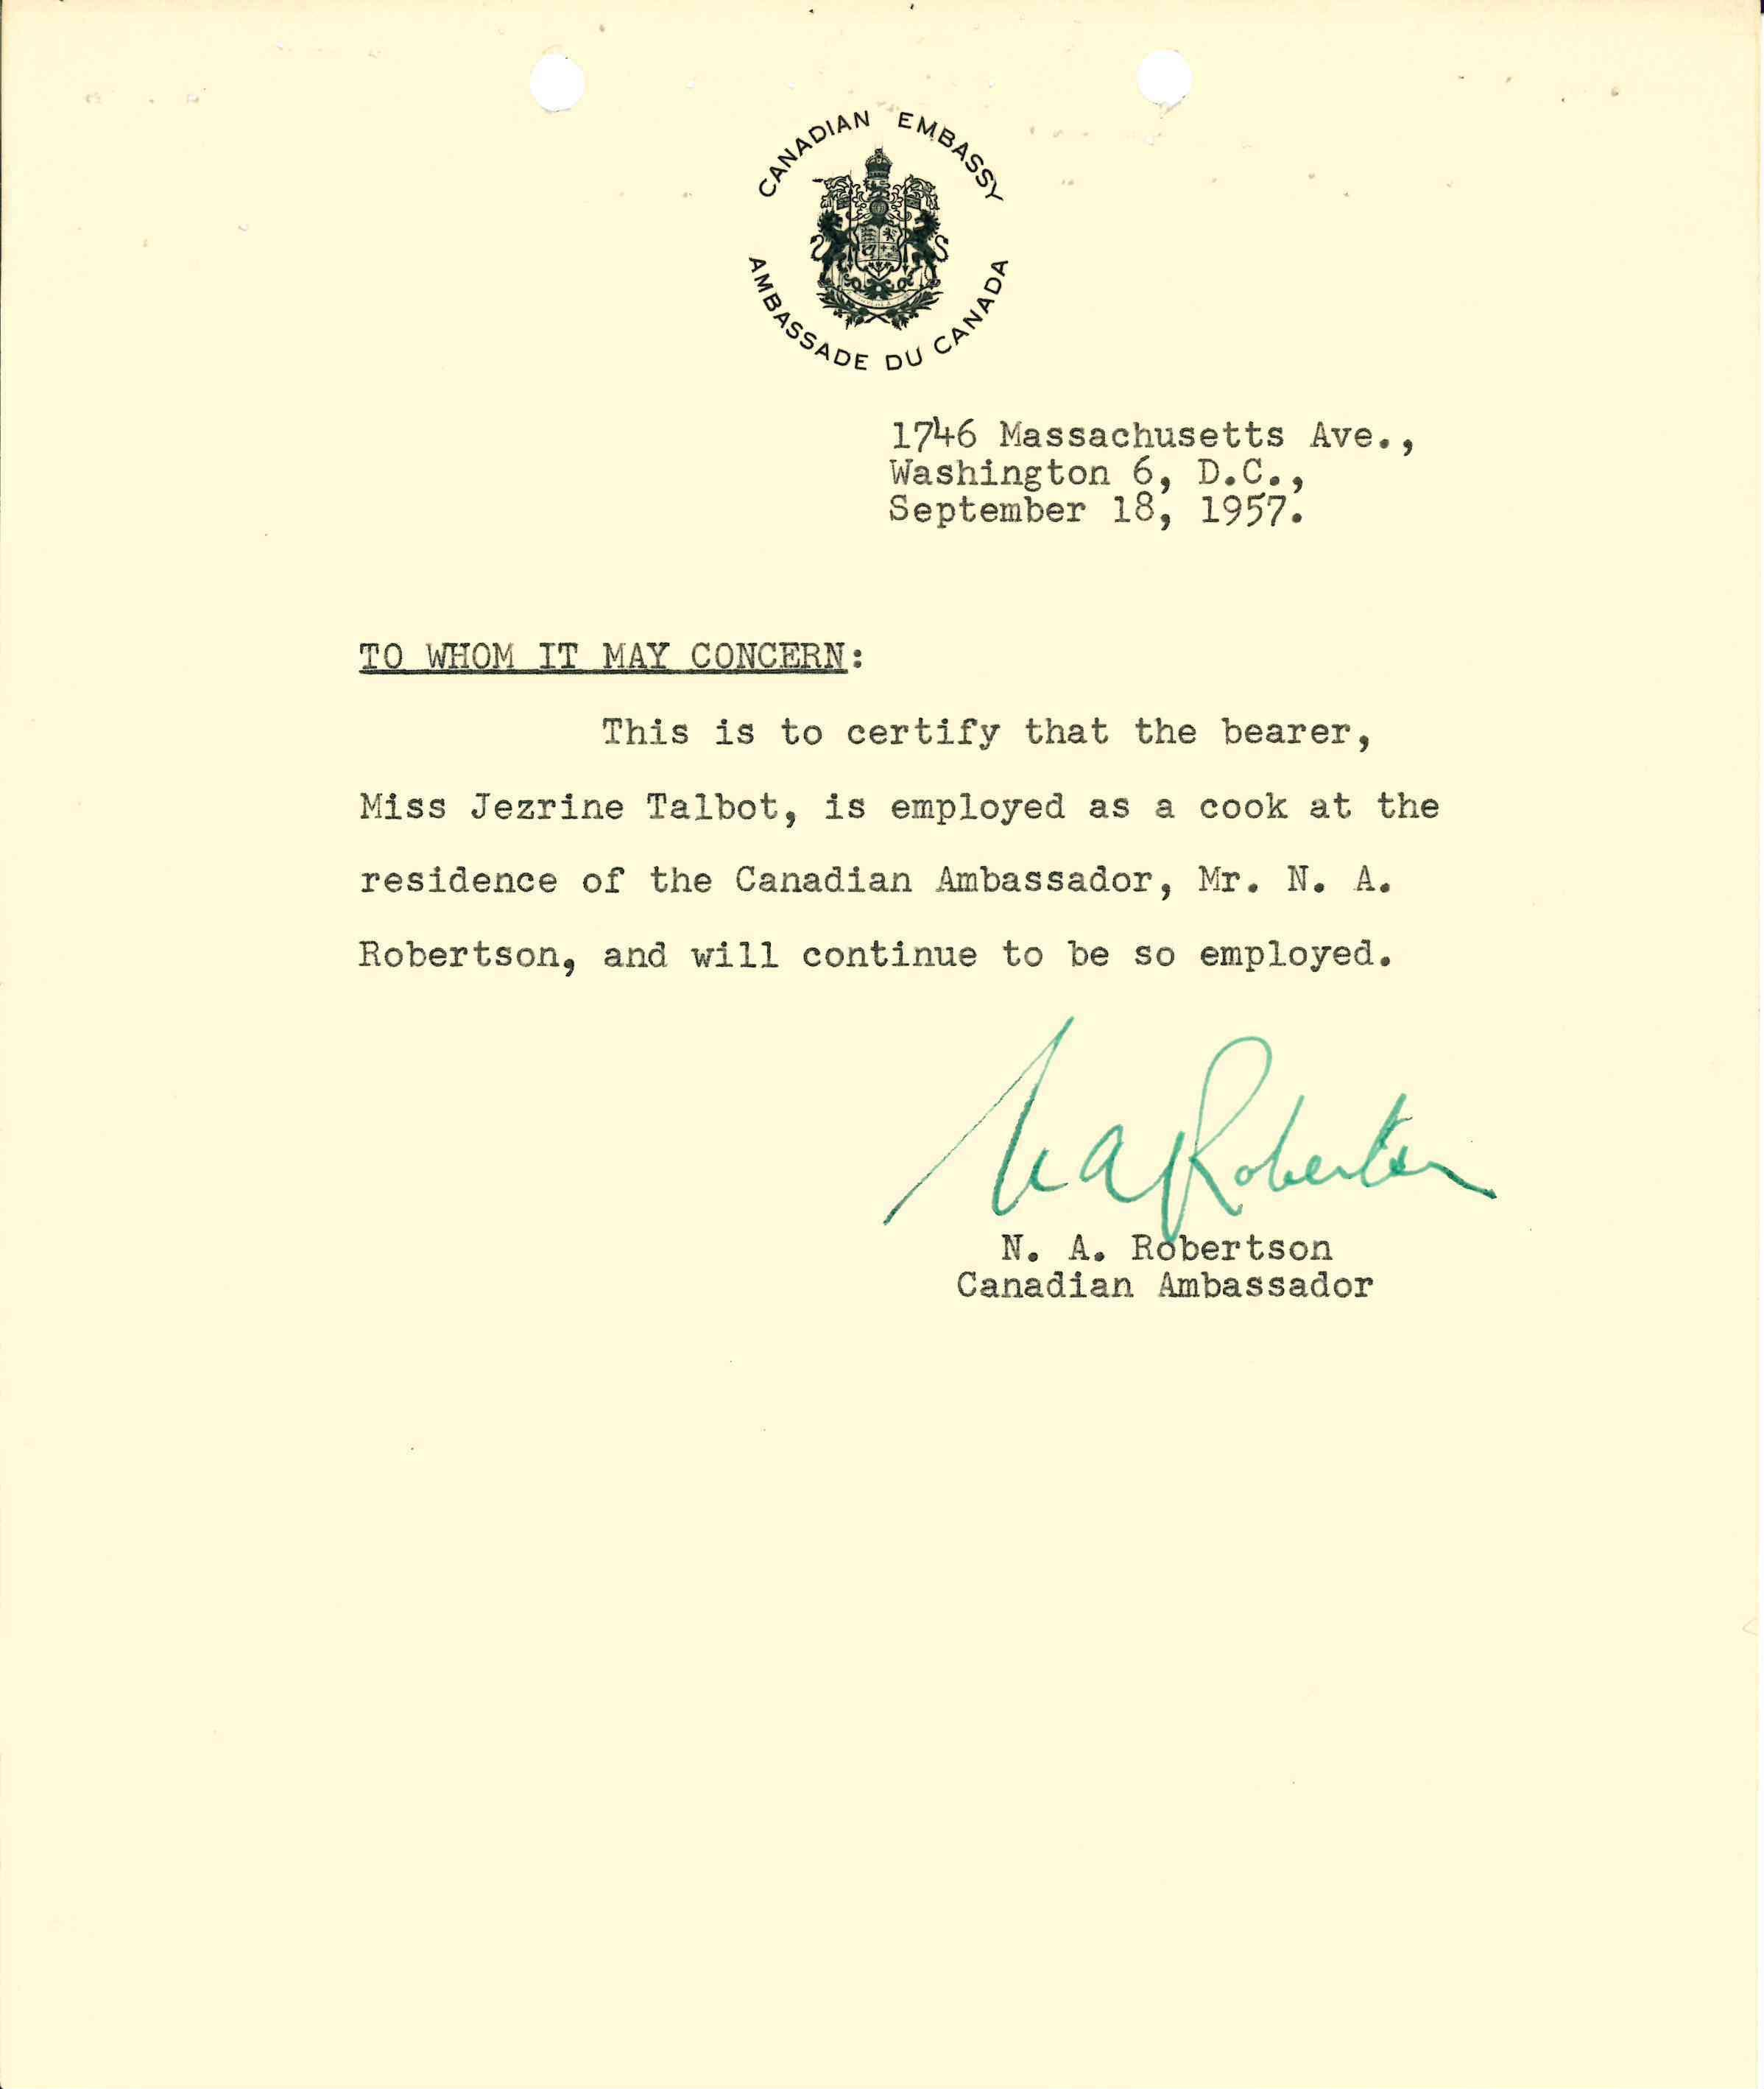 CANADIAN EMBASSY
AMBASSADE DU CANADA
1746 Massachusetts Ave.,
Washington 6, D.C.,
September 18, 1957.
TO WHOM IT MAY CONCERN:
This is to certify that the bearer,
Miss Jezrine Talbot, is employed as a cook at the
residence of the Canadian Ambassador, Mr. N. A.
Robertson, and will continue to be so employed.
N A Robertson
N. A. Robertson
Canadian Ambassador